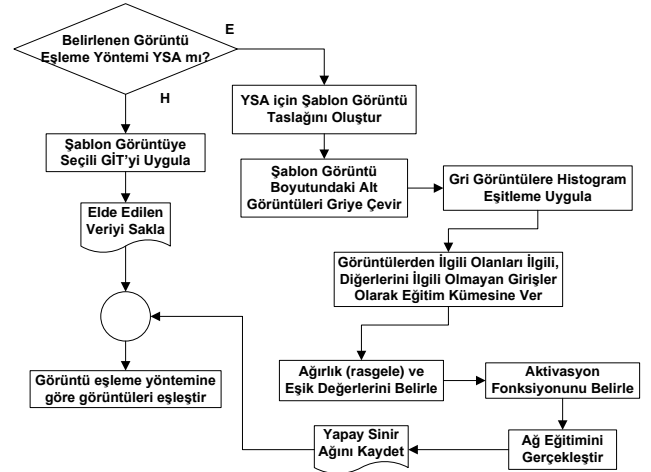 Belirlenen Görüntü
Eşleme Yöntemi YSA mı?
E
H
YSA için Şablon Görüntü
Taslağını Oluştur
Şablon Görüntüye
Seçili GİT'yi Uygula
Şablon Görüntü
Boyutundaki Alt
Görüntüleri Griye Çevir
Gri Görüntülere Histogram
Eşitleme Uygula
Elde Edilen
Veriyi Sakla
Görüntülerden İlgili Olanları İlgili,
Diğerlerini İlgili Olmayan Girişler
Olarak Eğitim Kümesine Ver
Ağırlık (rasgele) ve
Eşik Değerlerini Belirle
Aktivasyon
Fonksiyonunu Belirle
Görüntü eşleme yöntemine
göre görüntüleri eşleştir
Yapay Sinir
Ağını Kaydet
Ağ Eğitimini
Gerçekleştir